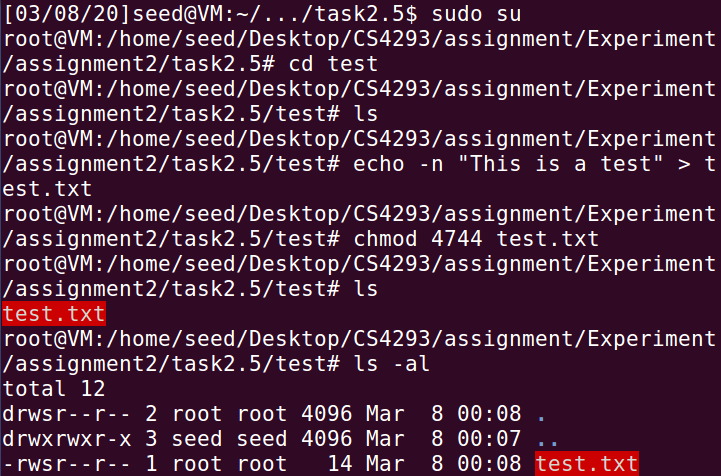 [03/08/20]seed@VM:~/.../task2.5$ sudo su
root@VM:/home/seed/Desktop/CS4293/assignment/Experiment
/assignment2/task2.5# cd test
root@VM:/home/seed/Desktop/CS4293/assignment/Experiment
/assignment2/task2.5/test# ls
root@VM:/home/seed/Desktop/CS4293/assignment/Experiment
/assignment2/task2.5/test# echo -n "This is a test" > t
est.txt
root@VM:/home/seed/Desktop/CS4293/assignment/Experiment
/assignment2/task2.5/test# chmod 4744 test.txt
root@VM:/home/seed/Desktop/CS4293/assignment/Experiment
/assignment2/task2.5/test# ls
test.txt
root@VM:/home/seed/Desktop/CS4293/assignment/Experiment
/assignment2/task2.5/test# ls -al
total 12
drwsr--r-- 2 root root 4096 Mar  8 00:08 .
drwxrwxr-x 3 seed seed 4096 Mar  8 00:07 ..
-rwsr--r-- 1 root root   14 Mar  8 00:08 test.txt